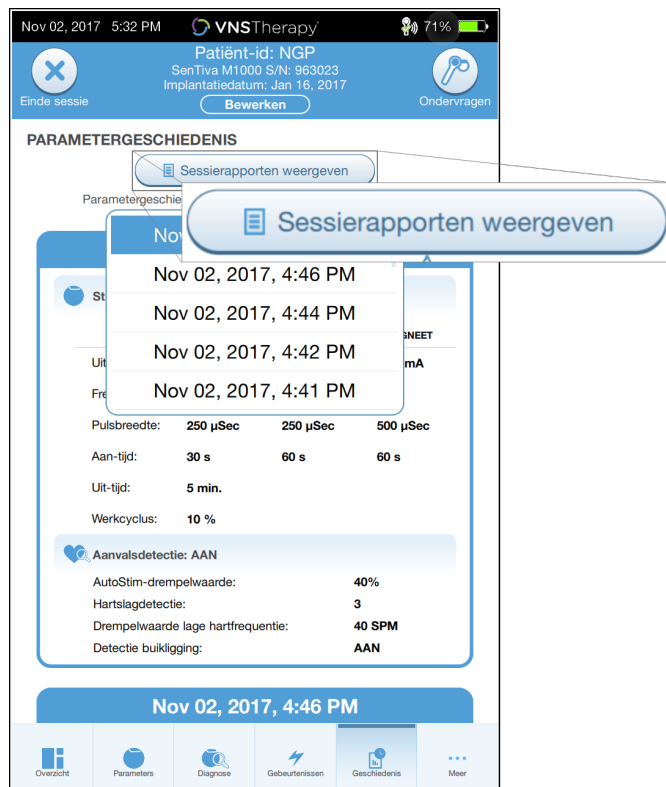 Nov 02, 2017 5:32 PM VNSTherapy 71%
Patiënt-id: NGP
SenTiva M1000 S/N: 963023
Implantatiedatum: Jan 16, 2017
Einde sessie Bewerken Ondervragen
PARAMETERGESCHIEDENIS
Sessierapporten weergeven
Sessierapporten weergeven
Nov 02, 2017, 4:46 PM
Nov 02, 2017, 4:44 PM
Nov 02, 2017, 4:42 PM
Nov 02, 2017, 4:41 PM
mA
Pulsbreedte: 250 µSec 250 µSec 500 µSec
Aan-tijd: 30 s 60 s 60 s
Uit-tijd: 5 min.
Werkcyclus: 10 %
Aanvalsdetectie: AAN
AutoStim-drempelwaarde: 40%
Hartslagdetectie: 3
Drempelwaarde lage hartfrequentie: 40 SPM
Detectie buikligging: AAN
Nov 02, 2017, 4:46 PM
Overzicht Parameters Diagnose Gebeurtenissen Geschiedenis Meer